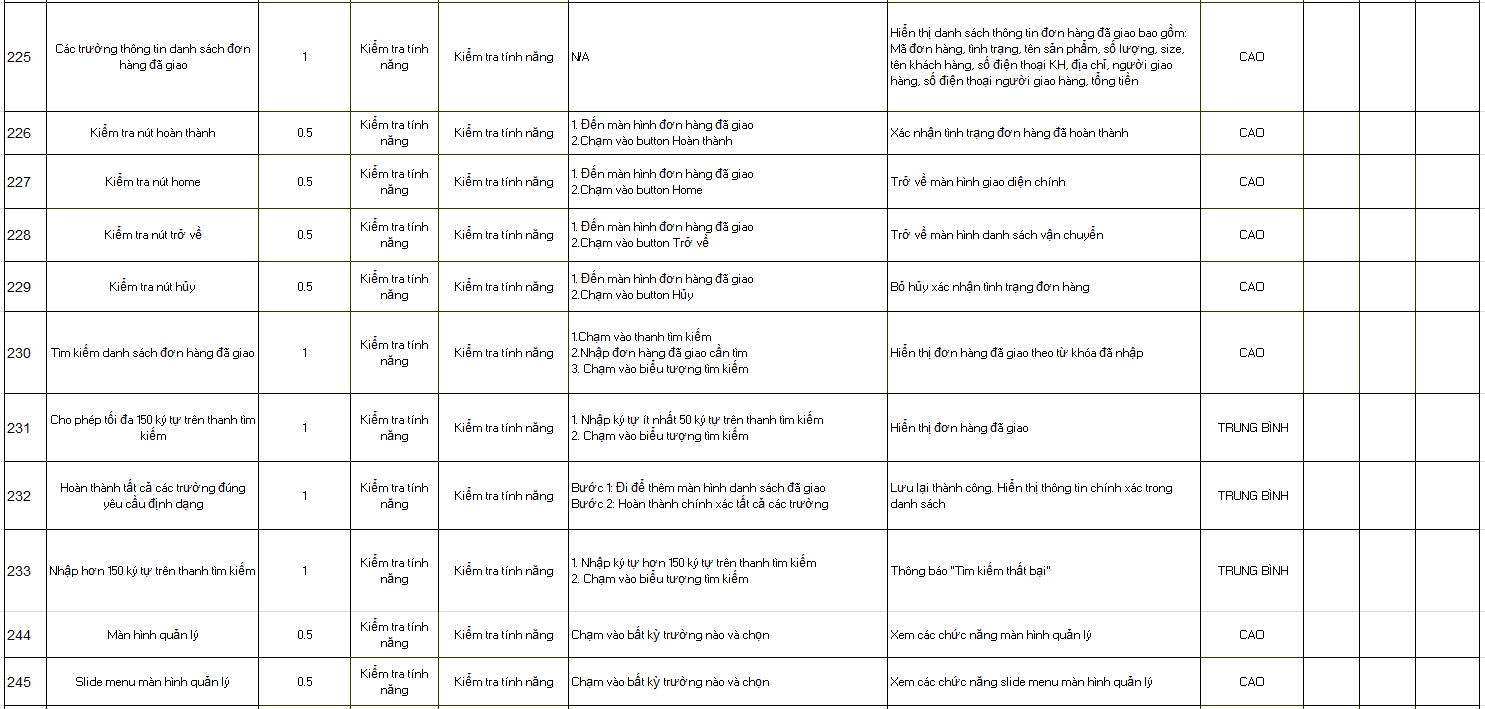 225
Các trường thông tin danh sách đơn
hàng đã giao
1
Kiểm tra tính
năng
Kiểm tra tính năng
N/A
Hiển thị danh sách thông tin đơn hàng đã giao bao gồm:
Mã đơn hàng, tình trạng, tên sản phẩm, số lượng, size,
tên khách hàng, số điện thoại KH, địa chỉ, người giao
hàng, số điện thoại người giao hàng, tổng tiền
CAO
226
Kiểm tra nút hoàn thành
0.5
Kiểm tra tính
năng
Kiểm tra tính năng
1. Đến màn hình đơn hàng đã giao
2.Chạm vào button Hoàn thành
Xác nhận tình trạng đơn hàng đã hoàn thành
CAO
227
Kiểm tra nút home
0.5
Kiểm tra tính
năng
Kiểm tra tính năng
1. Đến màn hình đơn hàng đã giao
2.Chạm vào button Home
Trở về màn hình giao diện chính
CAO
228
Kiểm tra nút trở về
0.5
Kiểm tra tính
năng
Kiểm tra tính năng
1. Đến màn hình đơn hàng đã giao
2.Chạm vào button Trở về
Trở về màn hình danh sách vận chuyển
CAO
229
Kiểm tra nút hủy
0.5
Kiểm tra tính
năng
Kiểm tra tính năng
1. Đến màn hình đơn hàng đã giao
2.Chạm vào button Hủy
Bỏ hủy xác nhận tình trạng đơn hàng
CAO
230
Tìm kiếm danh sách đơn hàng đã giao
1
Kiểm tra tính
năng
Kiểm tra tính năng
1.Chạm vào thanh tìm kiếm
2.Nhập đơn hàng đã giao cần tìm
3. Chạm vào biểu tượng tìm kiếm
Hiển thị đơn hàng đã giao theo từ khóa đã nhập
CAO
231
Cho phép tối đa 150 ký tự trên thanh tìm
kiếm
1
Kiểm tra tính
năng
Kiểm tra tính năng
1. Nhập ký tự ít nhất 50 ký tự trên thanh tìm kiếm
2. Chạm vào biểu tượng tìm kiếm
Hiển thị đơn hàng đã giao
TRUNG BÌNH
232
Hoàn thành tất cả các trường đúng
yêu cầu định dạng
1
Kiểm tra tính
năng
Kiểm tra tính năng
Bước 1: Đi để thêm màn hình danh sách đã giao
Bước 2: Hoàn thành chính xác tất cả các trường
Lưu lại thành công. Hiển thị thông tin chính xác trong
danh sách
TRUNG BÌNH
233
Nhập hơn 150 ký tự trên thanh tìm kiếm
1
Kiểm tra tính
năng
Kiểm tra tính năng
1. Nhập ký tự hơn 150 ký tự trên thanh tìm kiếm
2. Chạm vào biểu tượng tìm kiếm
Thông báo "Tìm kiếm thất bại"
TRUNG BÌNH
244
Màn hình quản lý
0.5
Kiểm tra tính
năng
Kiểm tra tính năng
Chạm vào bất kỳ trường nào và chọn
Xem các chức năng màn hình quản lý
CAO
245
Slide menu màn hình quản lý
0.5
Kiểm tra tính
năng
Kiểm tra tính năng
Chạm vào bất kỳ trường nào và chọn
Xem các chức năng slide menu màn hình quản lý
CAO